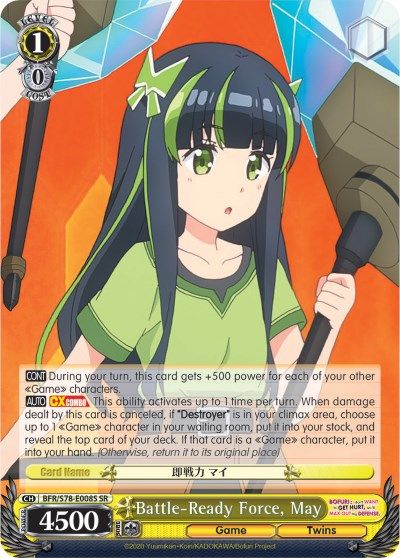 LEVEL
1
0
COST
CONT During your turn, this card gets +500 power for each of your other
«Game» characters.
AUTO CX COMBO This ability activates up to 1 time per turn. When damage
dealt by this card is canceled, if "Destroyer" is in your climax area, choose
up to 1 «Game» character in your waiting room, put it into your stock, and
reveal the top card of your deck. If that card is a «Game» character, put it
into your hand. (Otherwise, return it to its original place)
Card Name
即戦力 マイ
CH BFR/S78-E008S SR
POWER 4500
SOUL
Battle-Ready Force, May
BOFURI: I DON'T WANT
TO GET HURT, SO I'LL
MAX OUT MY DEFENSE.
Game
Twins
©2020 Yuumikan・Koin/KADOKAWA/Bofuri Project